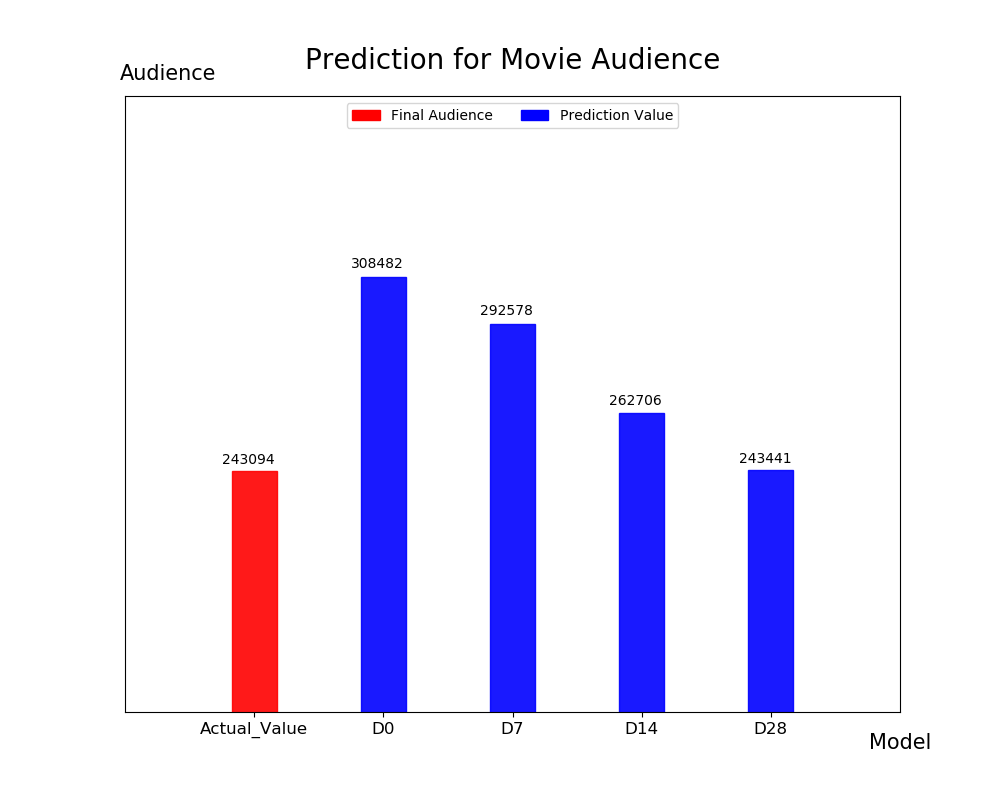 Prediction for Movie Audience
Audience
Final Audience
Prediction Value
308482
292578
262706
243094
243441
Actual_Value
D0
D7
D14
D28
Model